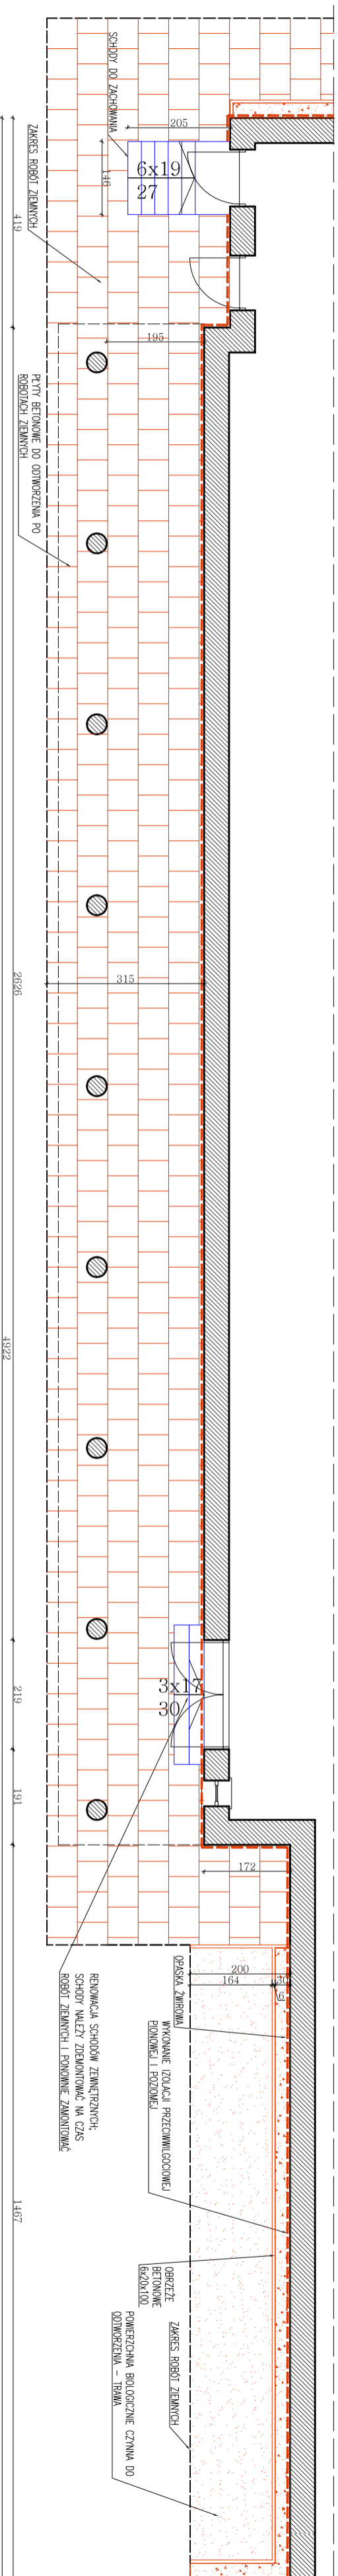 SCHODY DO ZACHOWANIA
205
6x19
27
146
ZAKRES ROBÓT ZIEMNYCH
419
195
PŁYTY BETONOWE DO ODTWORZENIA PO
ROBOTACH ZIEMNYCH
315
2626
4922
3x17
30
219
191
172
RENOWACJA SCHODÓW ZEWNĘTRZNYCH;
SCHODY NALEŻY ZDEMONTOWAĆ NA CZAS
ROBÓT ZIEMNYCH I PONOWNIE ZAMONTOWAĆ
200
164
30
6
OPASKA ŻWIROWA
WYKONANIE IZOLACJI PRZECIWWILGOCIOWEJ
PIONOWEJ I POZIOMEJ
OBRZEŻE
BETONOWE
6x20x100
ZAKRES ROBÓT ZIEMNYCH
POWIERZCHNIA BIOLOGICZNIE CZYNNA DO
ODTWORZENIA – TRAWA
1467